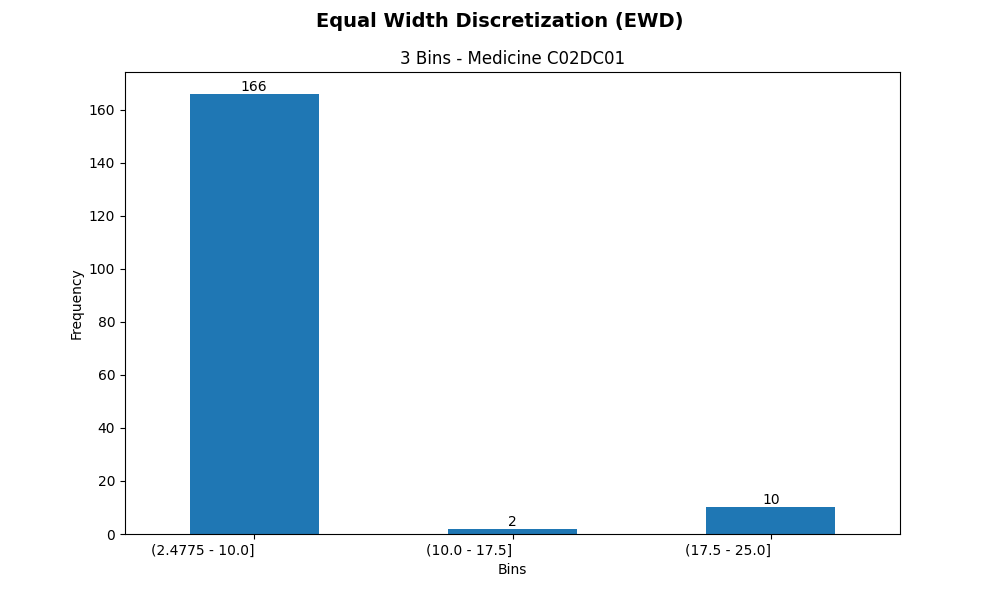 Equal Width Discretization (EWD)
3 Bins - Medicine C02DC01
166
2
10
160
140
120
100
80
60
40
20
0
Frequency
(2.4775 - 10.0]
(10.0 - 17.5]
(17.5 - 25.0]
Bins